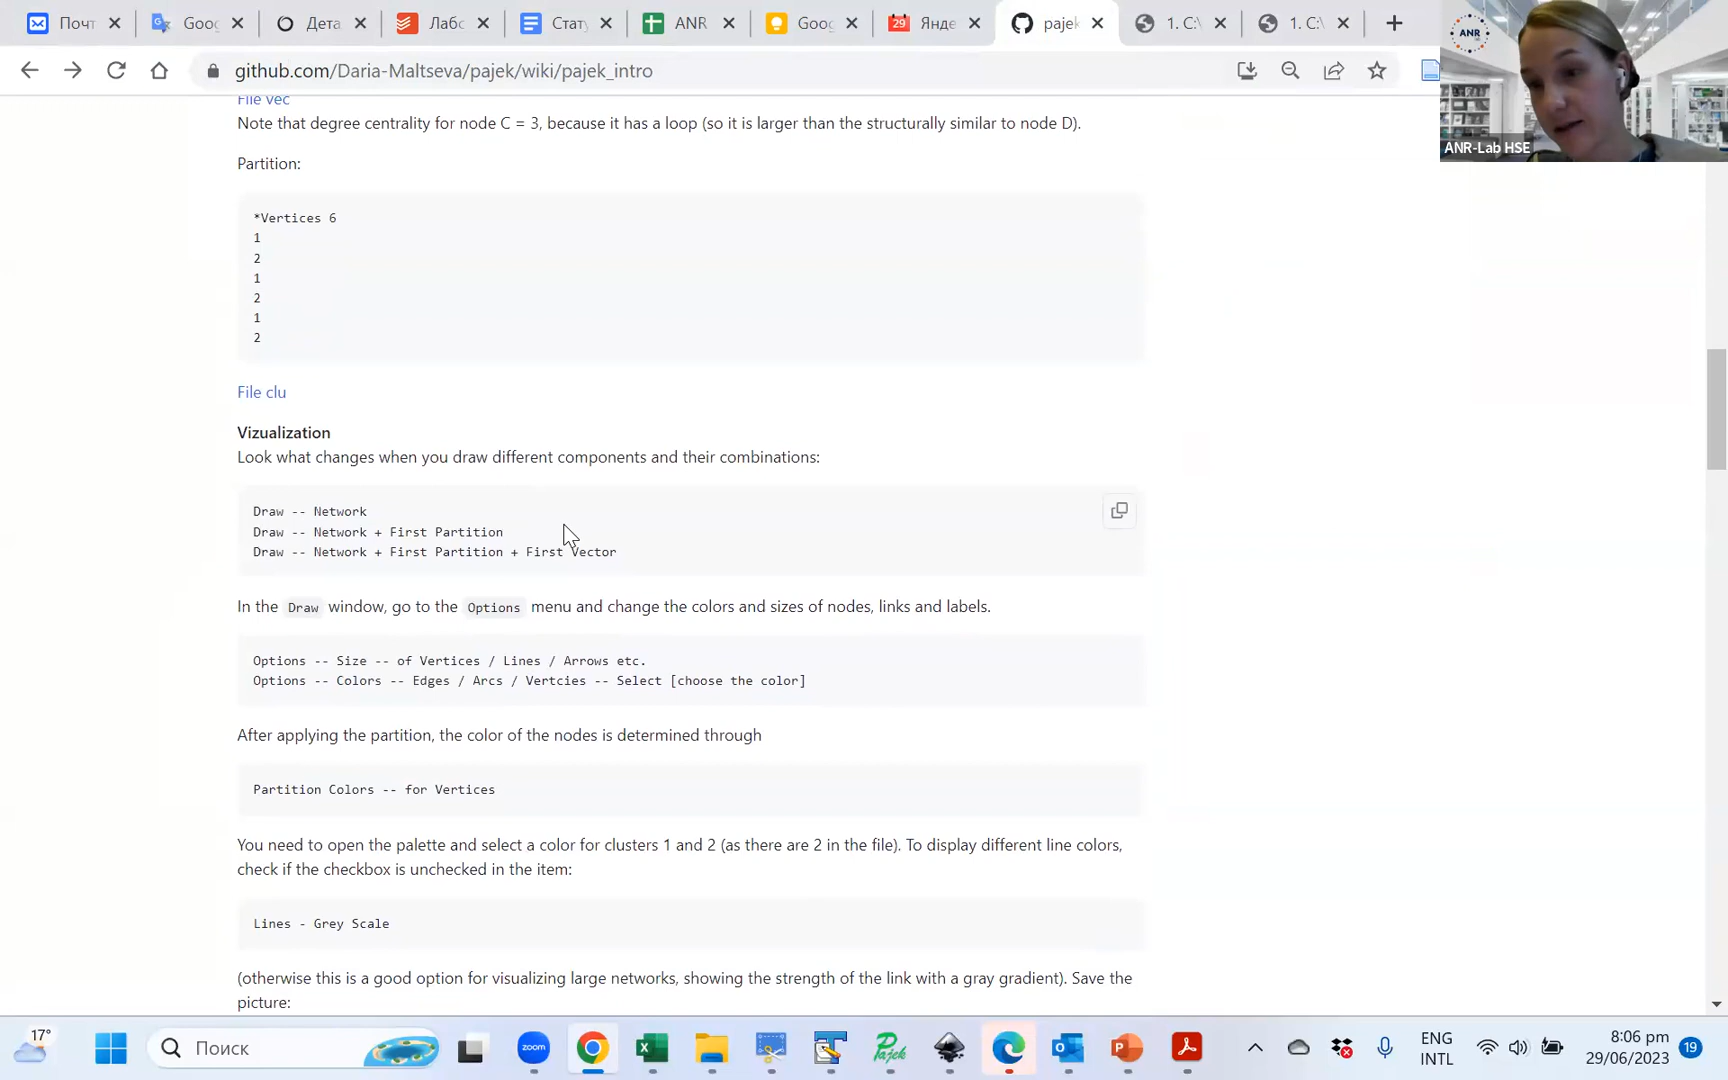 Почт
Goog
Дета
Лабс
Стату
ANR
Goog
29
Янде
pajek
1. C:\
1. C:\
github.com/Daria-Maltseva/pajek/wiki/pajek_intro
ANR
ANR-Lab HSE
File vec
Note that degree centrality for node C = 3, because it has a loop (so it is larger than the structurally similar to node D).
Partition:
*Vertices 6
1
2
1
2
1
2
File clu
Vizualization
Look what changes when you draw different components and their combinations:
Draw -- Network
Draw -- Network + First Partition
Draw -- Network + First Partition + First Vector
In the Draw window, go to the Options menu and change the colors and sizes of nodes, links and labels.
Options -- Size -- of Vertices / Lines / Arrows etc.
Options -- Colors -- Edges / Arcs / Vertcies -- Select [choose the color]
After applying the partition, the color of the nodes is determined through
Partition Colors -- for Vertices
You need to open the palette and select a color for clusters 1 and 2 (as there are 2 in the file). To display different line colors,
check if the checkbox is unchecked in the item:
Lines - Grey Scale
(otherwise this is a good option for visualizing large networks, showing the strength of the link with a gray gradient). Save the
picture:
17°
Поиск
zoom
Pajek
ENG
INTL
8:06 pm
29/06/2023
19